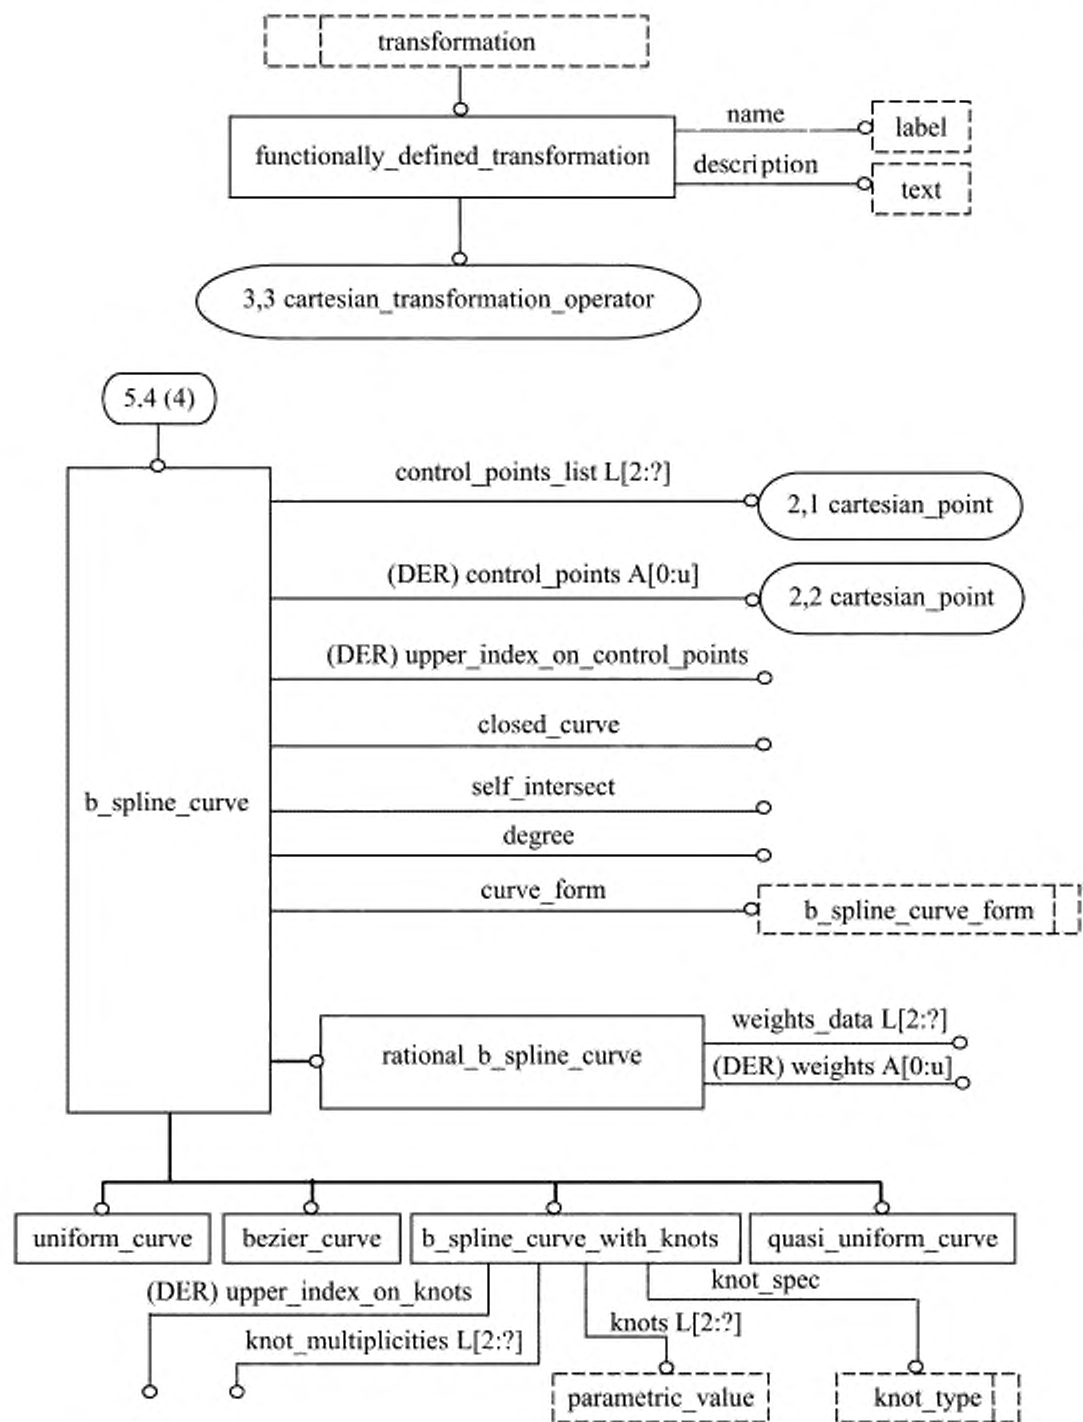 transformation
functionally_defined_transformation
name
label
description
text
3,3 cartesian_transformation_operator
5.4 (4)
control_points_list L[2:?]
2,1 cartesian_point
(DER) control_points A[0:u]
2,2 cartesian_point
(DER) upper_index_on_control_points
closed_curve
self_intersect
b_spline_curve
degree
curve_form
b_spline_curve_form
rational_b_spline_curve
weights_data L[2:?]
(DER) weights A[0:u]
uniform_curve
bezier_curve
b_spline_curve_with_knots
quasi_uniform_curve
(DER) upper_index_on_knots
knot_spec
knot_multiplicities L[2:?]
knots L[2:?]
parametric_value
knot_type